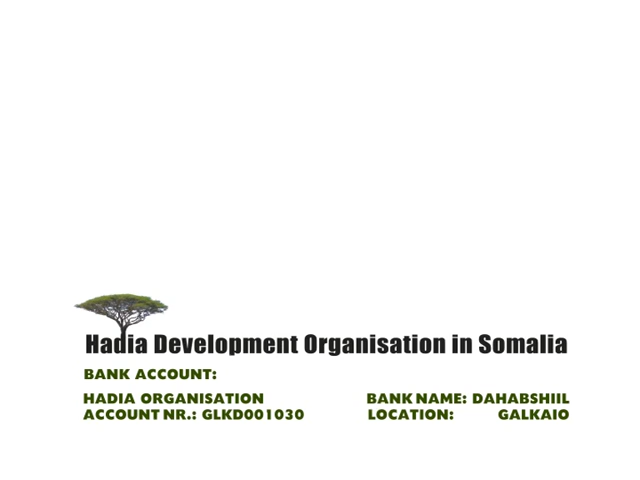 Hadia Development Organisation in Somalia
BANK ACCOUNT:
HADIA ORGANISATION BANK NAME: DAHABSHIIL
ACCOUNT NR.: GLKD001030 LOCATION: GALKAIO